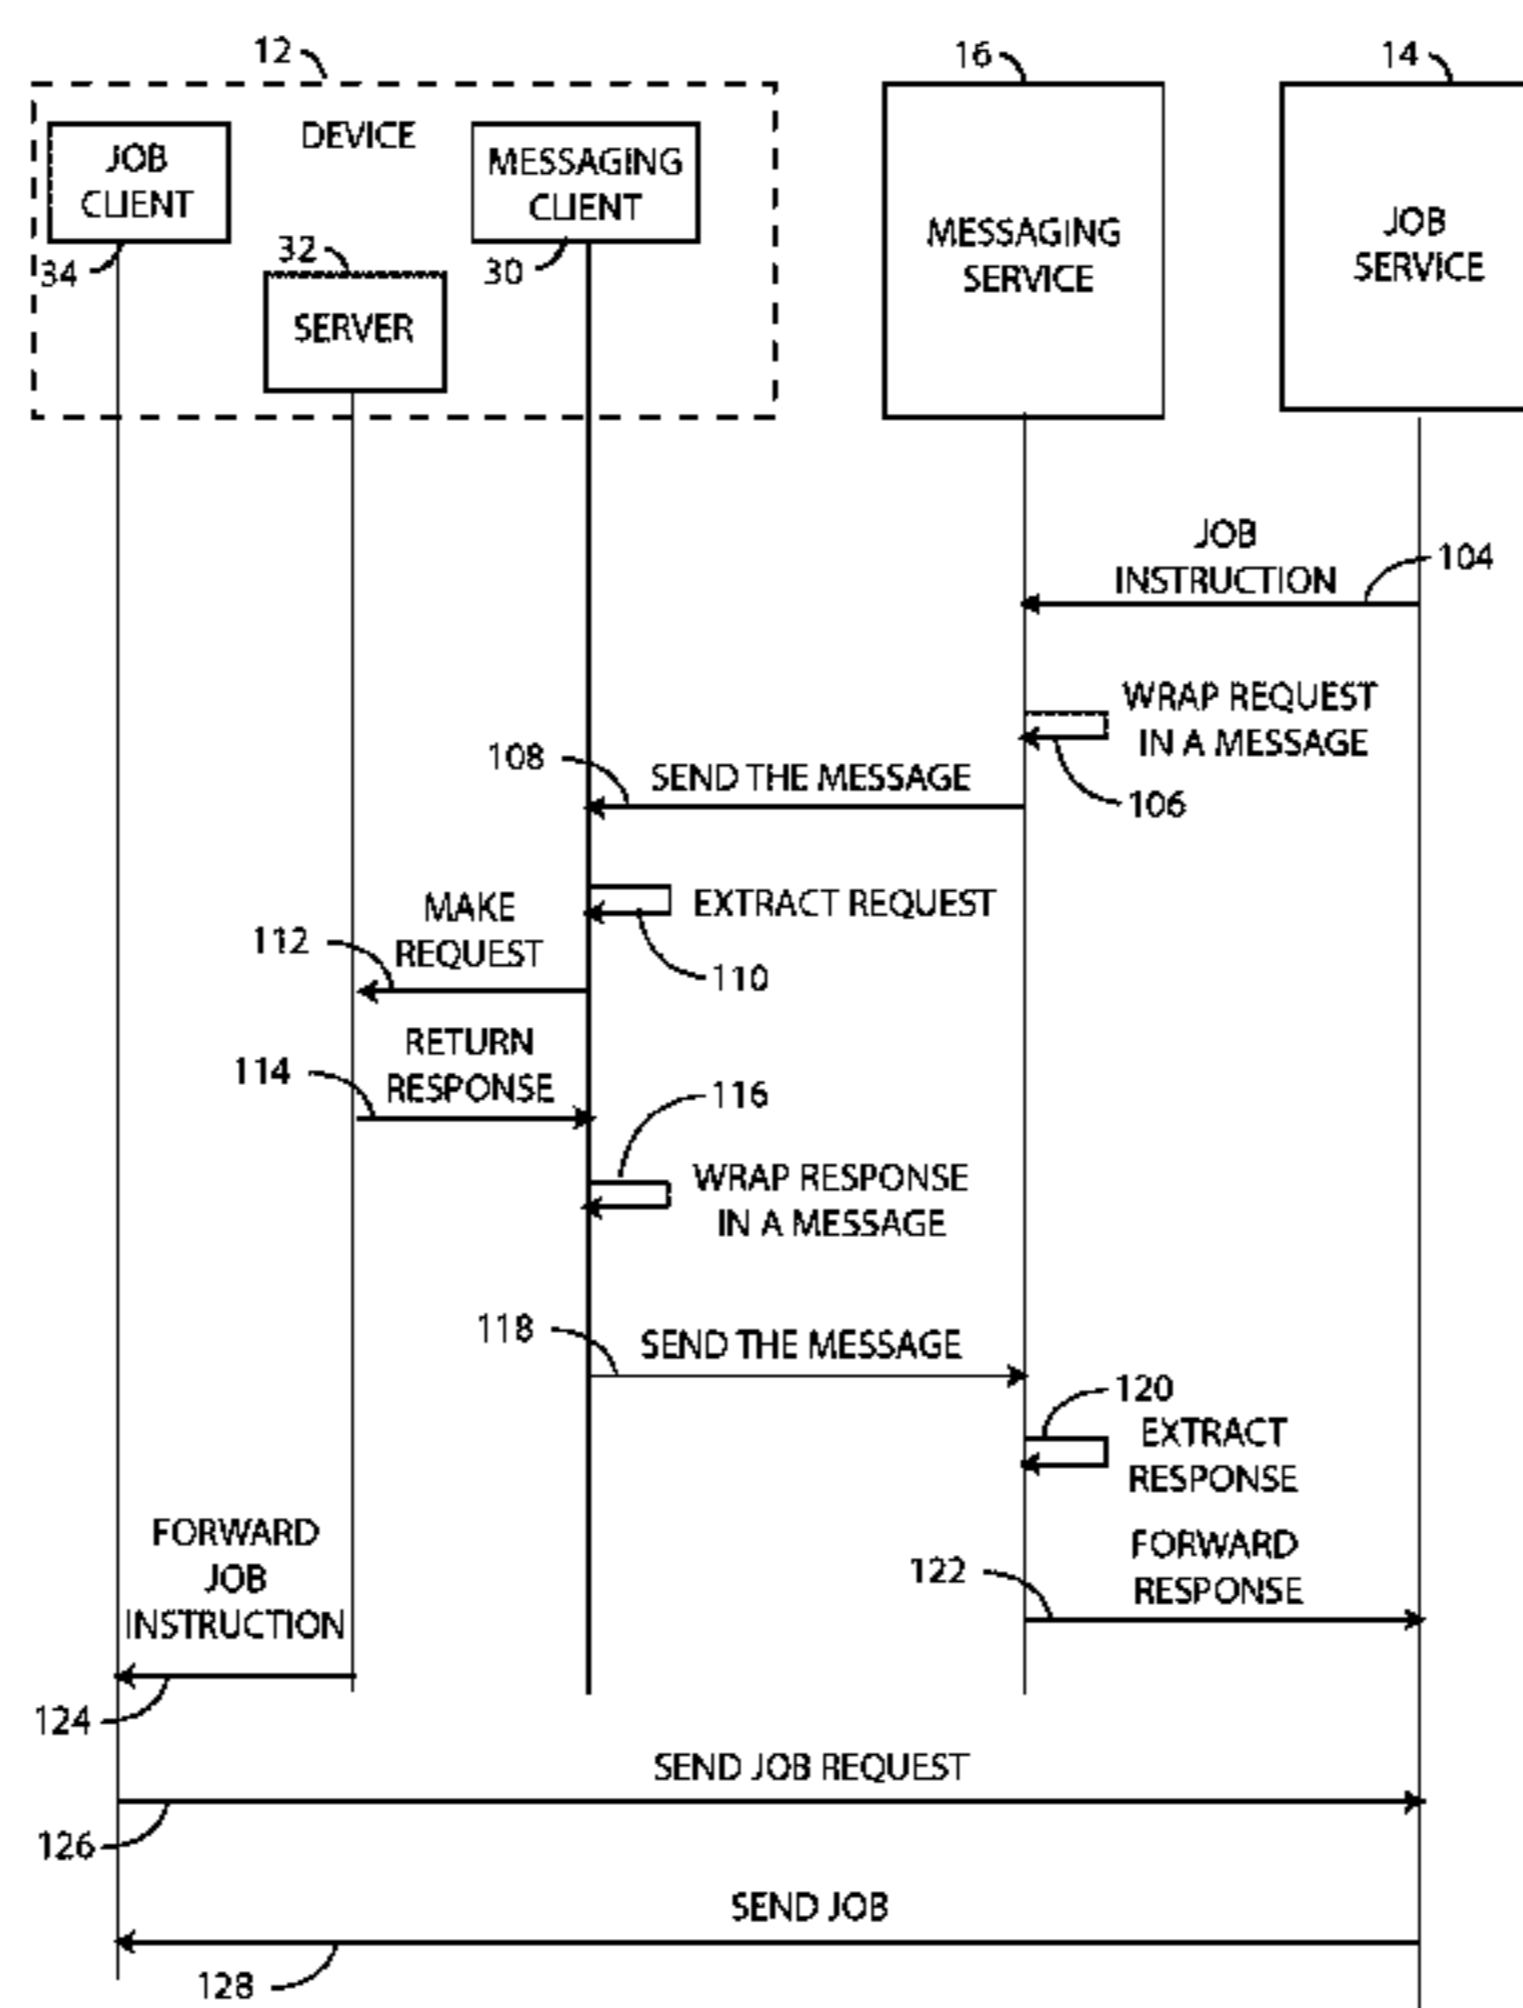 12
16
14
JOB
CLIENT
DEVICE
MESSAGING
CLIENT
34
32
30
SERVER
MESSAGING
SERVICE
JOB
SERVICE
JOB
INSTRUCTION
104
WRAP REQUEST
IN A MESSAGE
106
108
SEND THE MESSAGE
EXTRACT REQUEST
110
MAKE
REQUEST
112
RETURN
RESPONSE
114
116
WRAP RESPONSE
IN A MESSAGE
118
SEND THE MESSAGE
120
EXTRACT
RESPONSE
FORWARD
JOB
INSTRUCTION
122
FORWARD
RESPONSE
124
SEND JOB REQUEST
126
SEND JOB
128